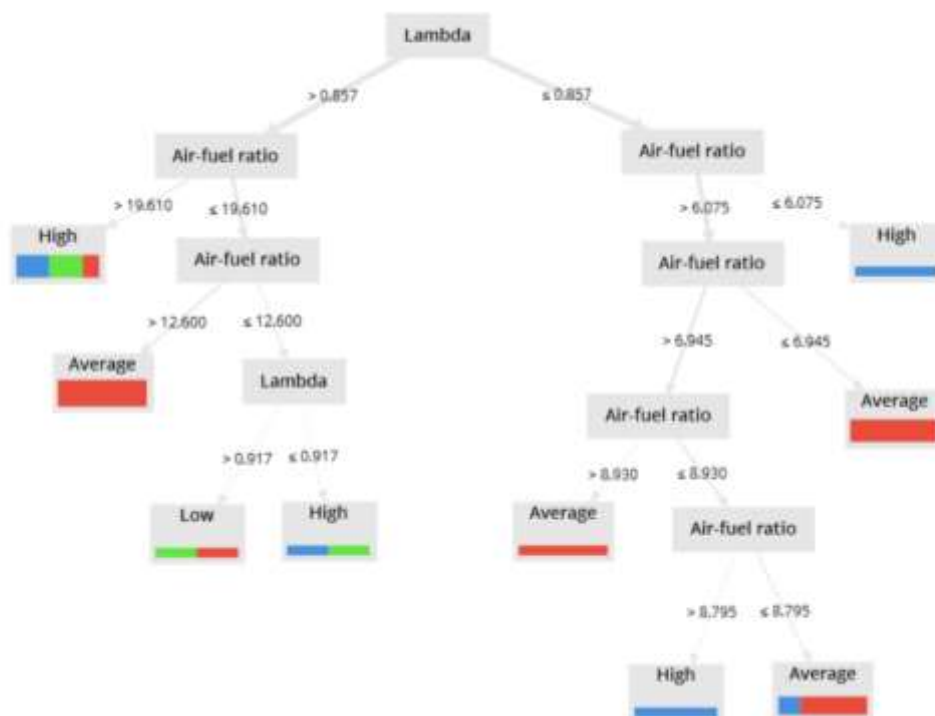 Lambda
> 0.857
≤ 0.857
Air-fuel ratio
Air-fuel ratio
> 19.610
≤ 19.610
> 6.075
≤ 6.075
High
Air-fuel ratio
Air-fuel ratio
High
> 12.600
≤ 12.600
> 6.945
≤ 6.945
Average
Lambda
Air-fuel ratio
Average
> 0.917
≤ 0.917
> 8.930
≤ 8.930
Low
High
Average
Air-fuel ratio
> 8.795
≤ 8.795
High
Average